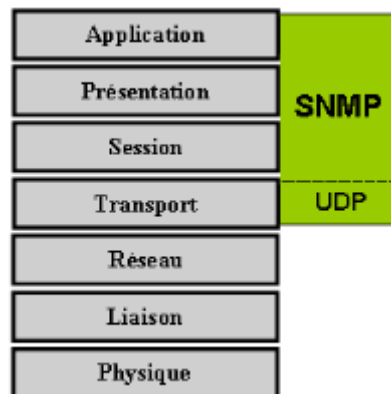 Application
Présentation
SNMP
Session
Transport
UDP
Réseau
Liaison
Physique